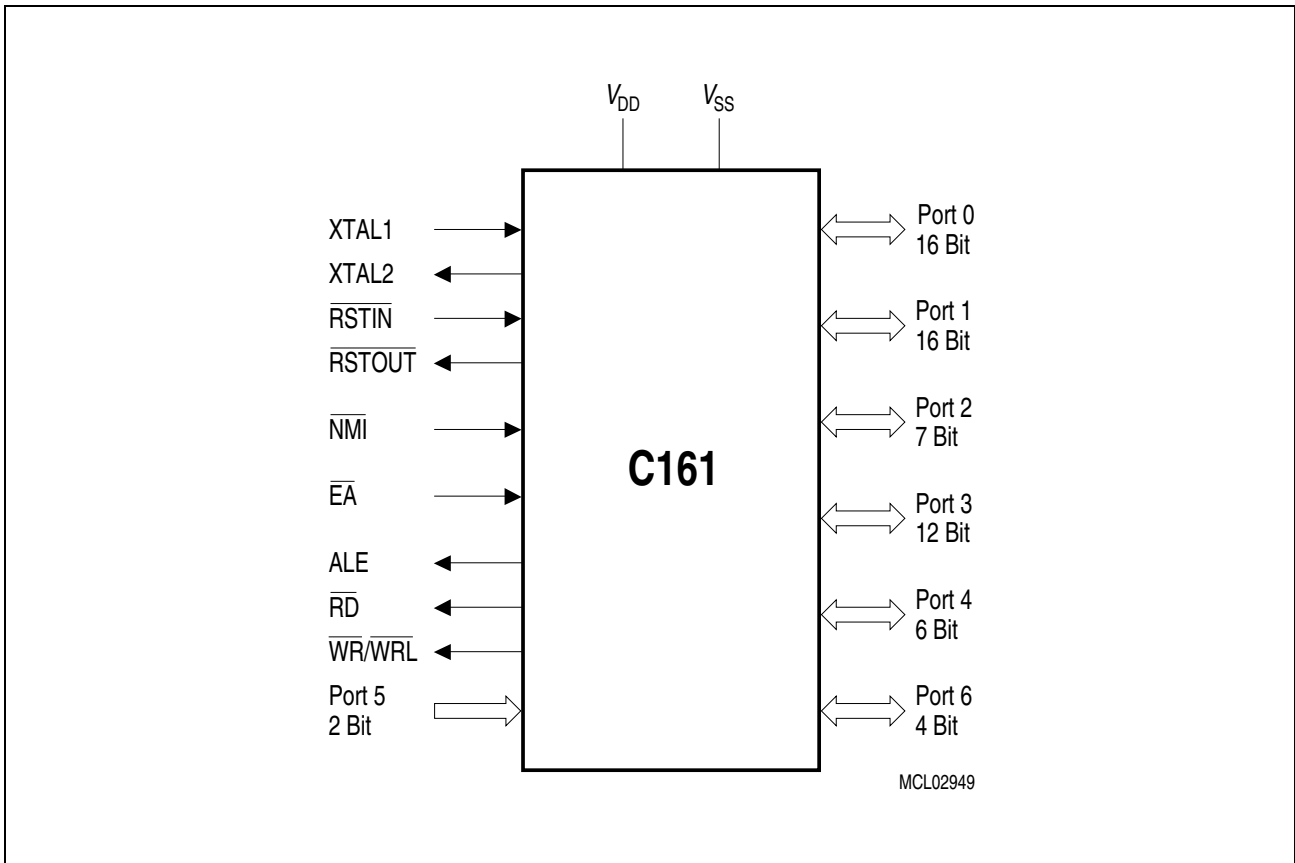 VDD VSS
XTAL1
XTAL2
RSTIN
RSTOUT
NMI
EA
ALE
RD
WR/WRL
Port 5
2 Bit
C161
Port 0
16 Bit
Port 1
16 Bit
Port 2
7 Bit
Port 3
12 Bit
Port 4
6 Bit
Port 6
4 Bit
MCL02949